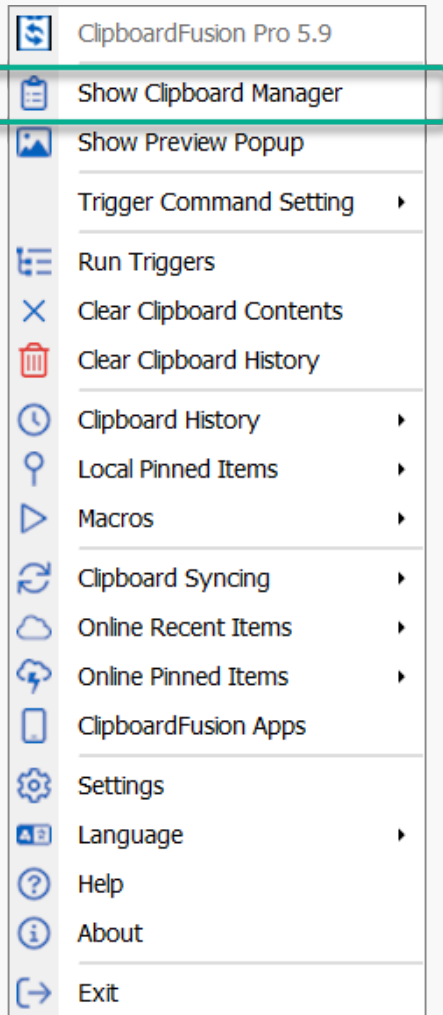 ClipboardFusion Pro 5.9
Show Clipboard Manager
Show Preview Popup
Trigger Command Setting
Run Triggers
Clear Clipboard Contents
Clear Clipboard History
Clipboard History
Local Pinned Items
Macros
Clipboard Syncing
Online Recent Items
Online Pinned Items
ClipboardFusion Apps
Settings
Language
Help
About
Exit